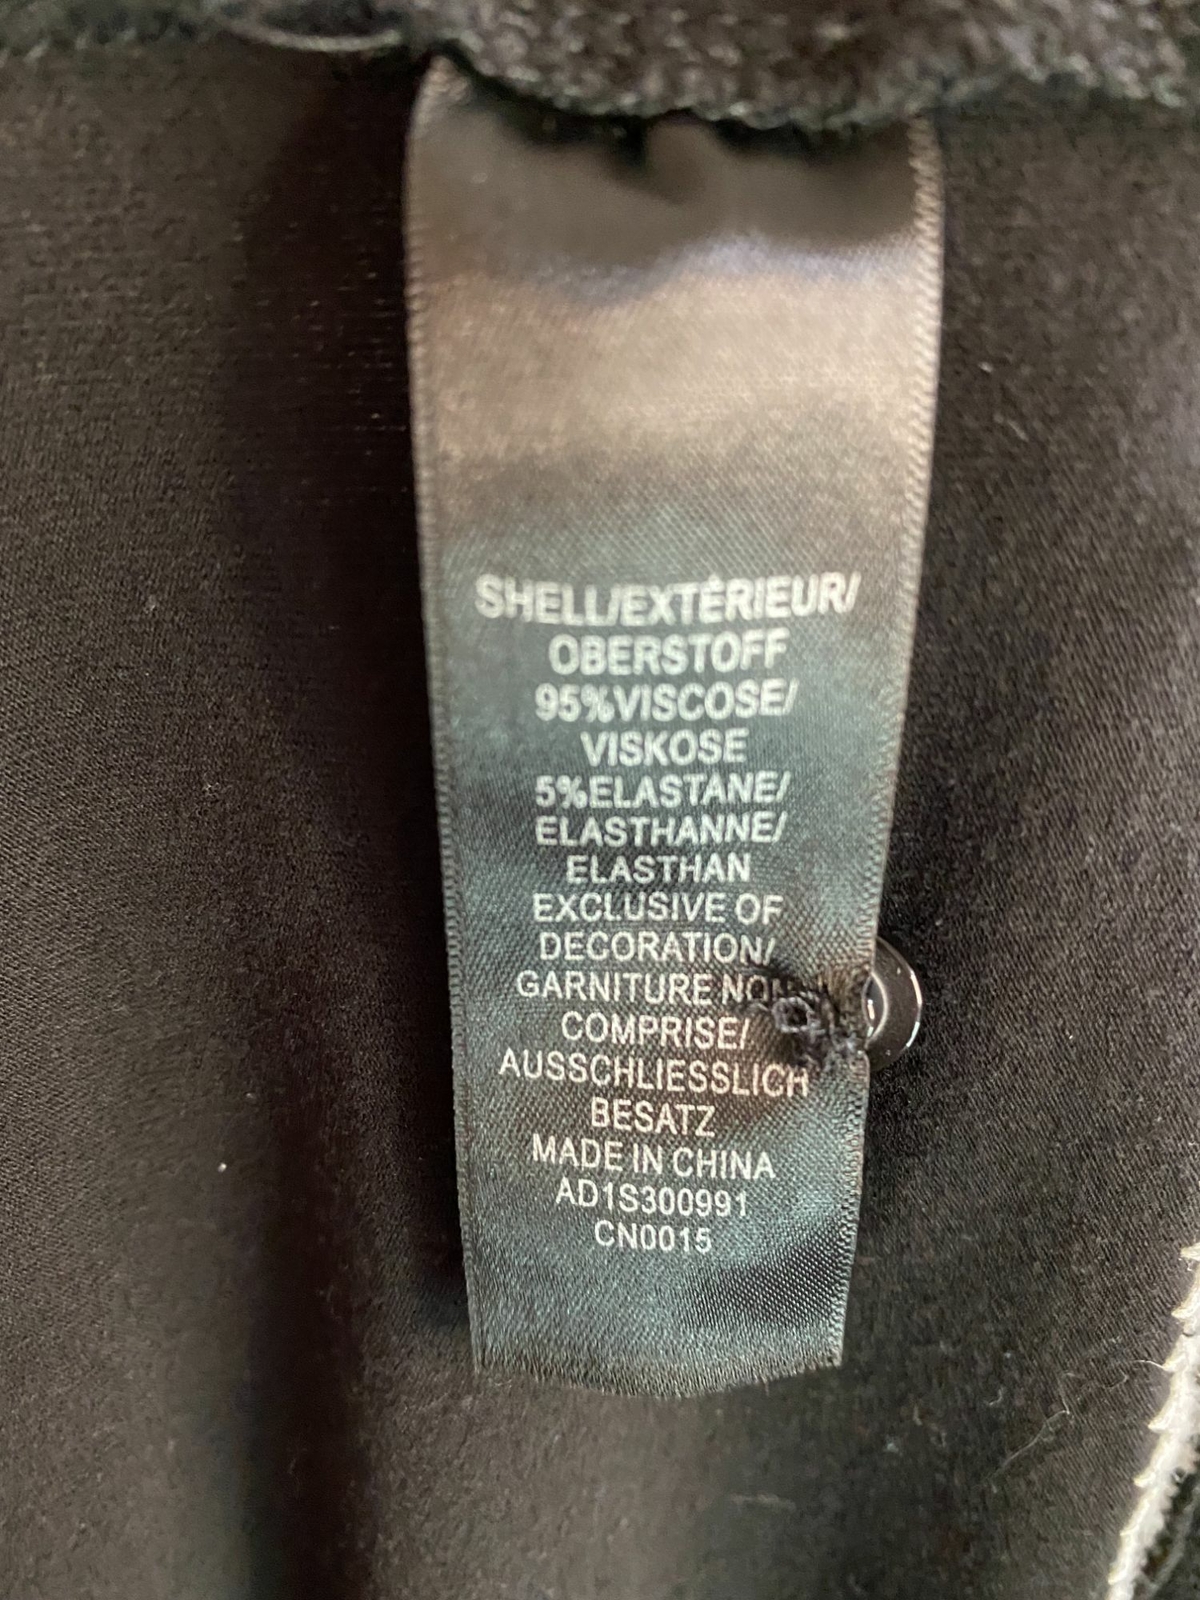 SHELL/EXTÉRIEUR/
OBERSTOFF
95%VISCOSE/
VISKOSE
5%ELASTANE/
ELASTHANNE/
ELASTHAN
EXCLUSIVE OF
DECORATION/
GARNITURE NON
COMPRISE/
AUSSCHLIESSLICH
BESATZ
MADE IN CHINA
AD1S300991
CN0015